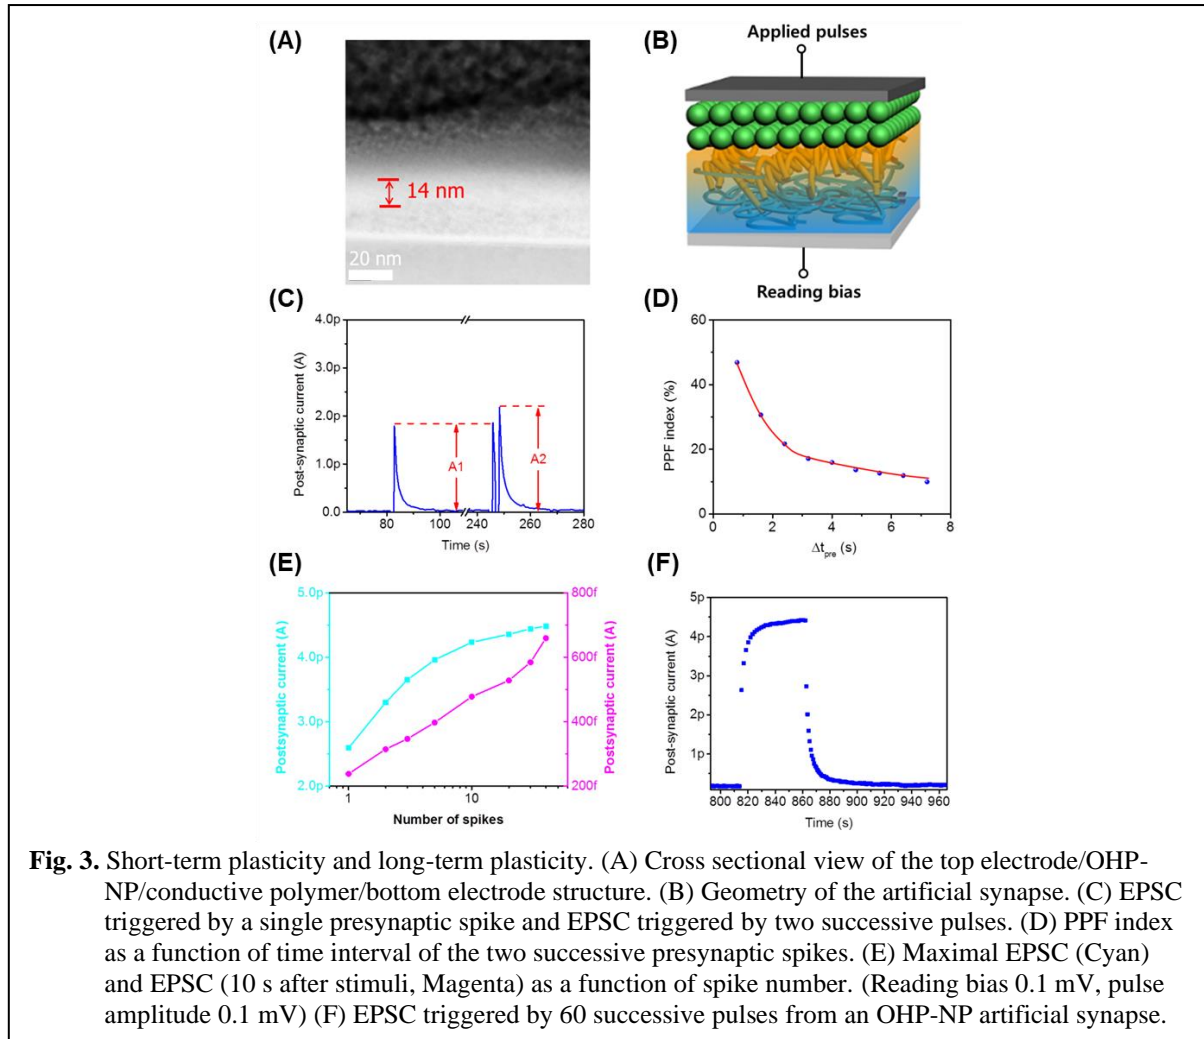 (A)
14 nm
20 nm
(B)
Applied pulses
Reading bias
(C)
4.0p
3.0p
2.0p
1.0p
0.0
Post-synaptic current (A)
A1
A2
80 100 240 260 280
Time (s)
(D)
60
40
20
0
PPF index (%)
0 2 4 6 8
Δtpre (s)
(E)
5.0p
4.0p
3.0p
2.0p
Postsynaptic current (A)
800f
600f
400f
200f
Postsynaptic current (A)
1 10
Number of spikes
(F)
5p
4p
3p
2p
1p
Post-synaptic current (A)
800 820 840 860 880 900 920 940 960
Time (s)
Fig. 3. Short-term plasticity and long-term plasticity. (A) Cross sectional view of the top electrode/OHP-
NP/conductive polymer/bottom electrode structure. (B) Geometry of the artificial synapse. (C) EPSC
triggered by a single presynaptic spike and EPSC triggered by two successive pulses. (D) PPF index
as a function of time interval of the two successive presynaptic spikes. (E) Maximal EPSC (Cyan)
and EPSC (10 s after stimuli, Magenta) as a function of spike number. (Reading bias 0.1 mV, pulse
amplitude 0.1 mV) (F) EPSC triggered by 60 successive pulses from an OHP-NP artificial synapse.